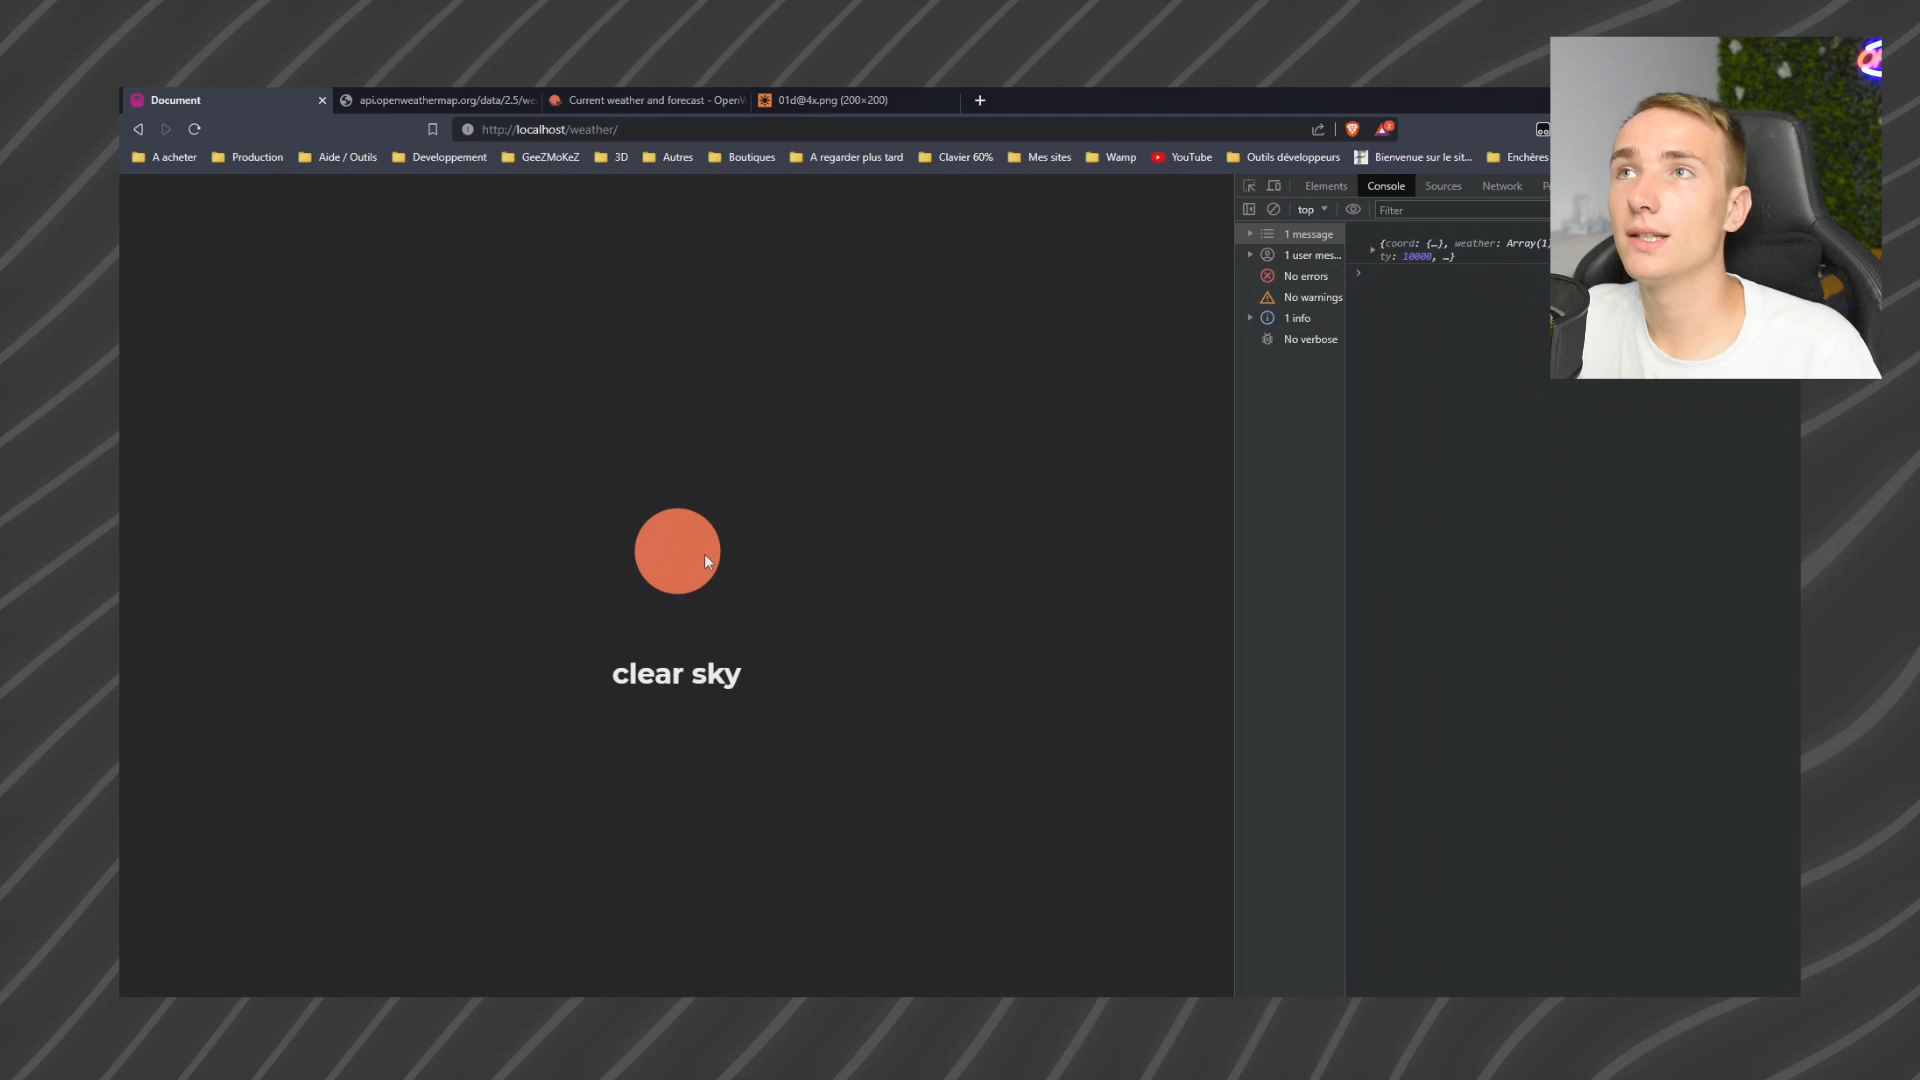 Document
api.openweathermap.org/data/2.5/we
Current weather and forecast - OpenW
01d@4x.png (200×200)
http://localhost/weather/
A acheter
Production
Aide / Outils
Developpement
GeeZMoKeZ
3D
Autres
Boutiques
A regarder plus tard
Clavier 60%
Mes sites
Wamp
YouTube
Outils développeurs
Bienvenue sur le sit...
Enchères
Elements
Console
Sources
Network
top
Filter
1 message
1 user mes...
No errors
No warnings
1 info
No verbose
{coord: {…}, weather: Array(1)
ty: 10000, …}
clear sky